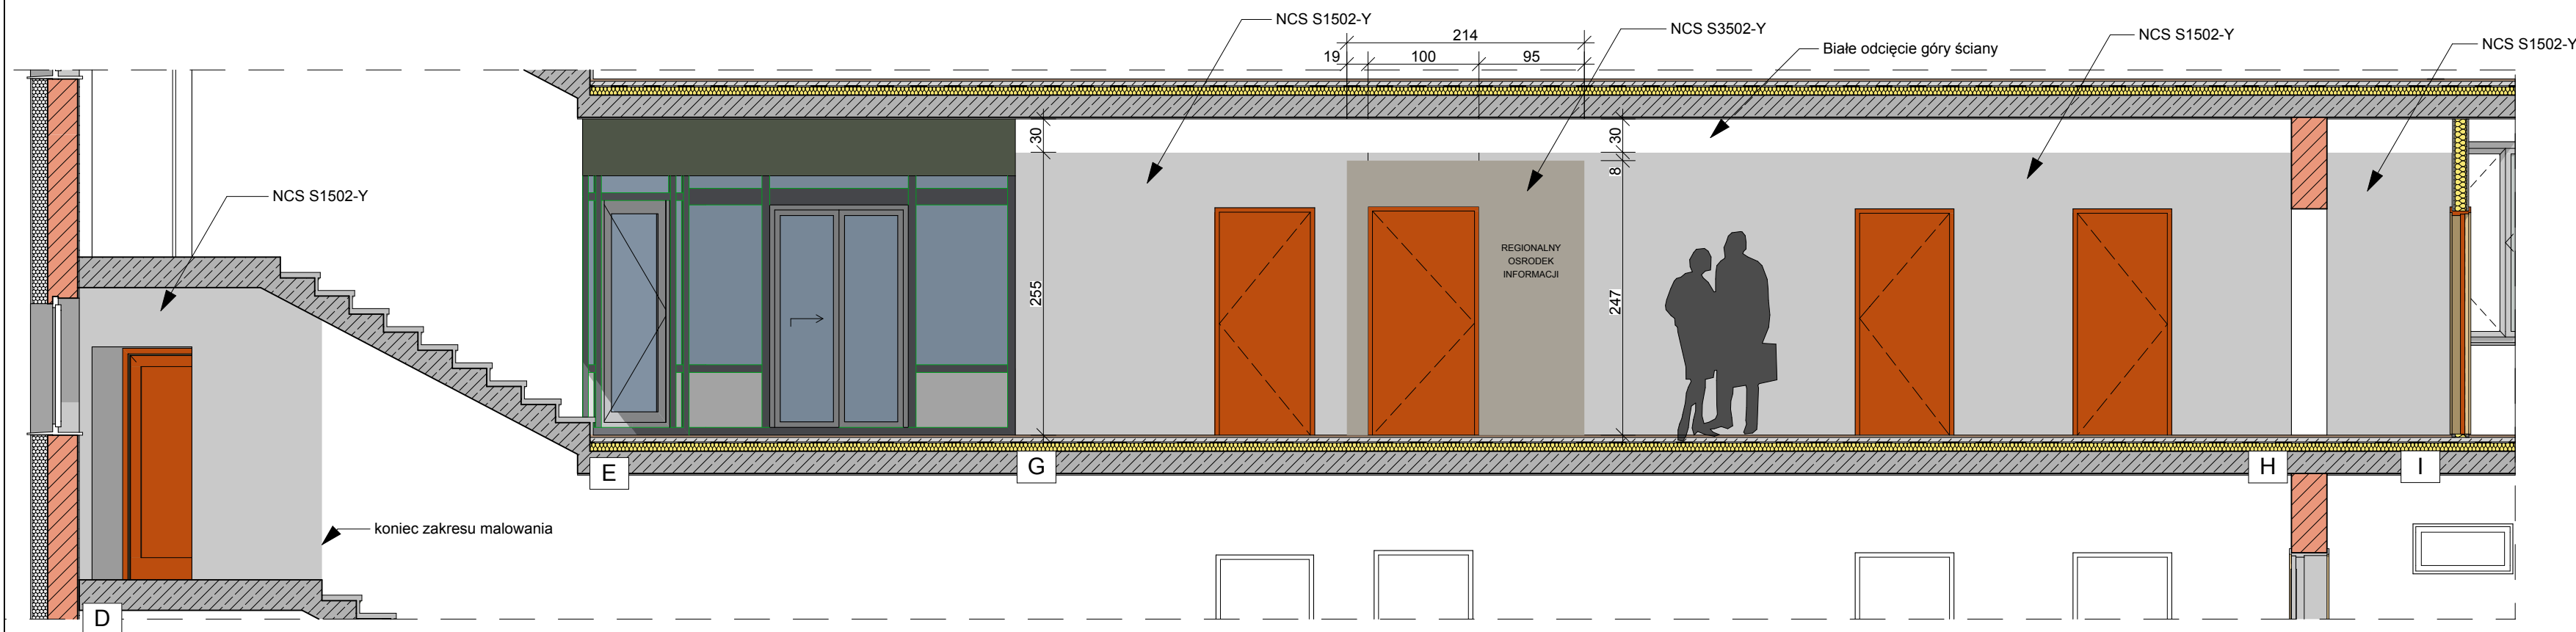 NCS S1502-Y
NCS S3502-Y
NCS S1502-Y
NCS S1502-Y
214
Białe odcięcie góry ściany
19
100
95
30
30
8
NCS S1502-Y
REGIONALNY
OSRODEK
INFORMACJI
255
247
E
G
H
I
koniec zakresu malowania
D